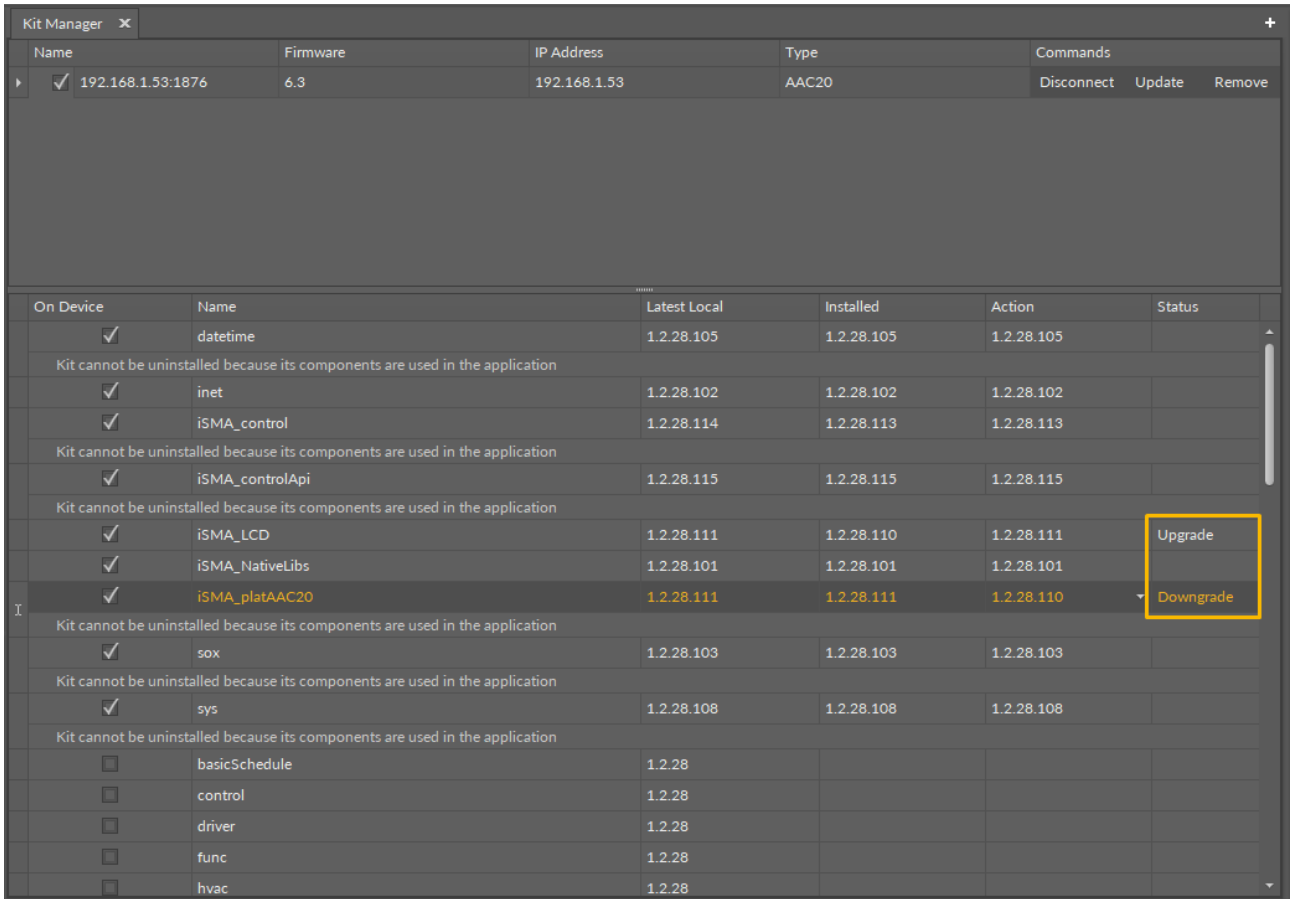 Kit Manager
Name Firmware IP Address Type Commands
192.168.1.53:1876 6.3 192.168.1.53 AAC20 Disconnect Update Remove
On Device Name Latest Local Installed Action Status
datetime 1.2.28.105 1.2.28.105 1.2.28.105
Kit cannot be uninstalled because its components are used in the application
inet 1.2.28.102 1.2.28.102 1.2.28.102
iSMA_control 1.2.28.114 1.2.28.113 1.2.28.113
Kit cannot be uninstalled because its components are used in the application
iSMA_controlApi 1.2.28.115 1.2.28.115 1.2.28.115
Kit cannot be uninstalled because its components are used in the application
iSMA_LCD 1.2.28.111 1.2.28.110 1.2.28.111 Upgrade
iSMA_NativeLibs 1.2.28.101 1.2.28.101 1.2.28.101
iSMA_platAAC20 1.2.28.111 1.2.28.111 1.2.28.110 Downgrade
Kit cannot be uninstalled because its components are used in the application
sox 1.2.28.103 1.2.28.103 1.2.28.103
Kit cannot be uninstalled because its components are used in the application
sys 1.2.28.108 1.2.28.108 1.2.28.108
Kit cannot be uninstalled because its components are used in the application
basicSchedule 1.2.28
control 1.2.28
driver 1.2.28
func 1.2.28
hvac 1.2.28